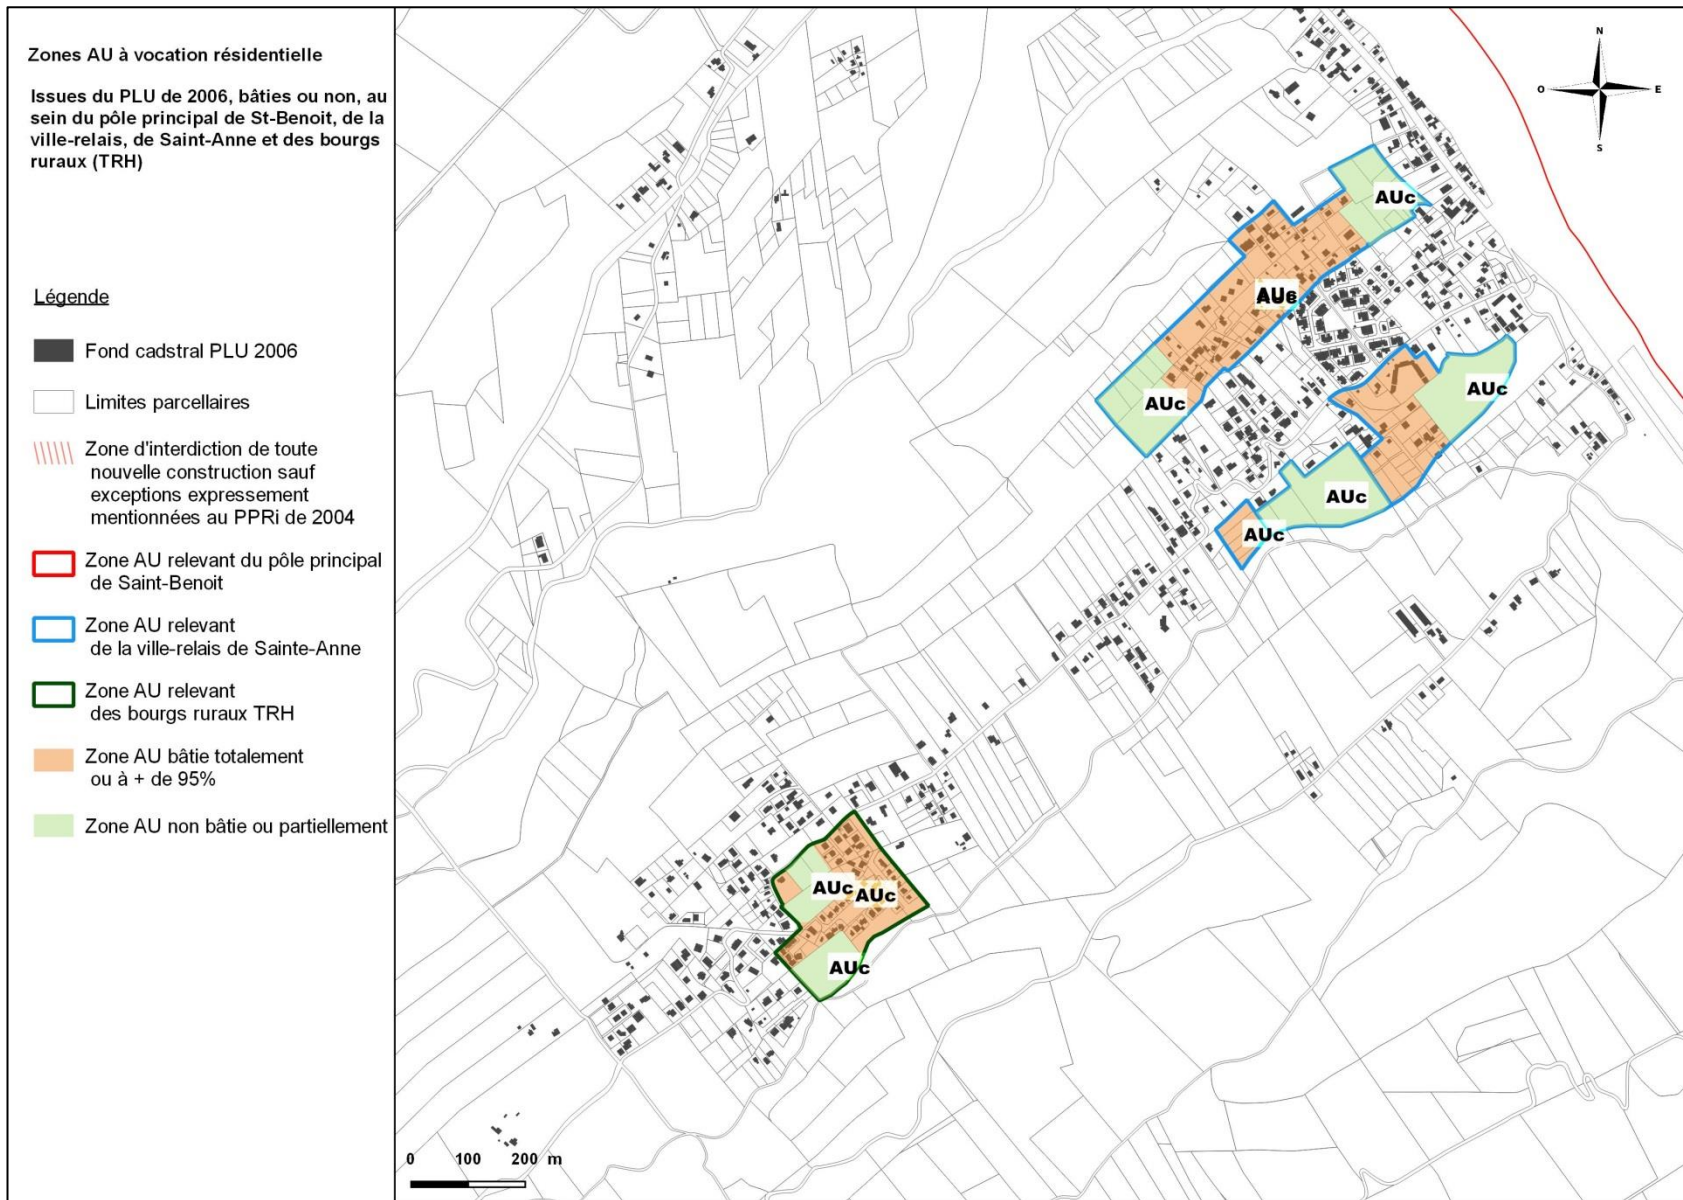 Zones AU à vocation résidentielle
Issues du PLU de 2006, bâties ou non, au
sein du pôle principal de St-Benoit, de la
ville-relais, de Saint-Anne et des bourgs
ruraux (TRH)
Légende
Fond cadstral PLU 2006
Limites parcellaires
Zone d'interdiction de toute
nouvelle construction sauf
exceptions expressement
mentionnées au PPRi de 2004
Zone AU relevant du pôle principal
de Saint-Benoit
Zone AU relevant
de la ville-relais de Sainte-Anne
Zone AU relevant
des bourgs ruraux TRH
Zone AU bâtie totalement
ou à + de 95%
Zone AU non bâtie ou partiellement
N
O
E
S
AUc
AUc
AUc
AUc
AUc
AUc
AUc
AUc
0 100 200 m